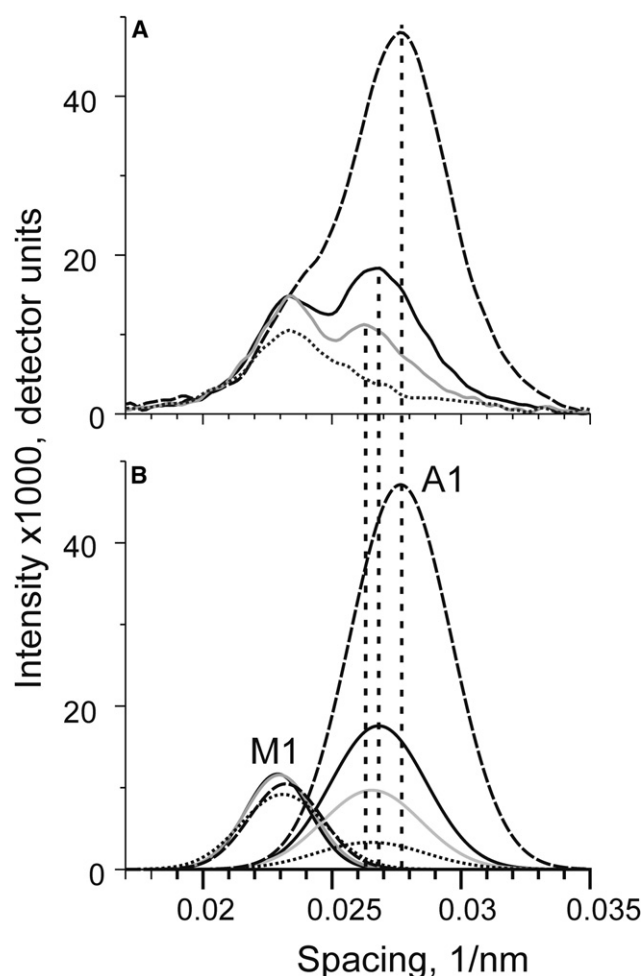 A
40
20
0
B
A1
40
20
M1
0
0.02 0.025 0.03 0.035
Spacing, 1/nm
Intensity x1000, detector units